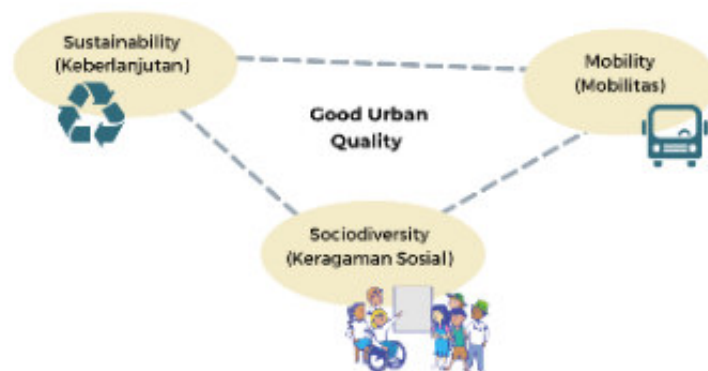 Sustainability
(Keberlanjutan)
Mobility
(Mobilitas)
Good Urban
Quality
Sociodiversity
(Keragaman Sosial)